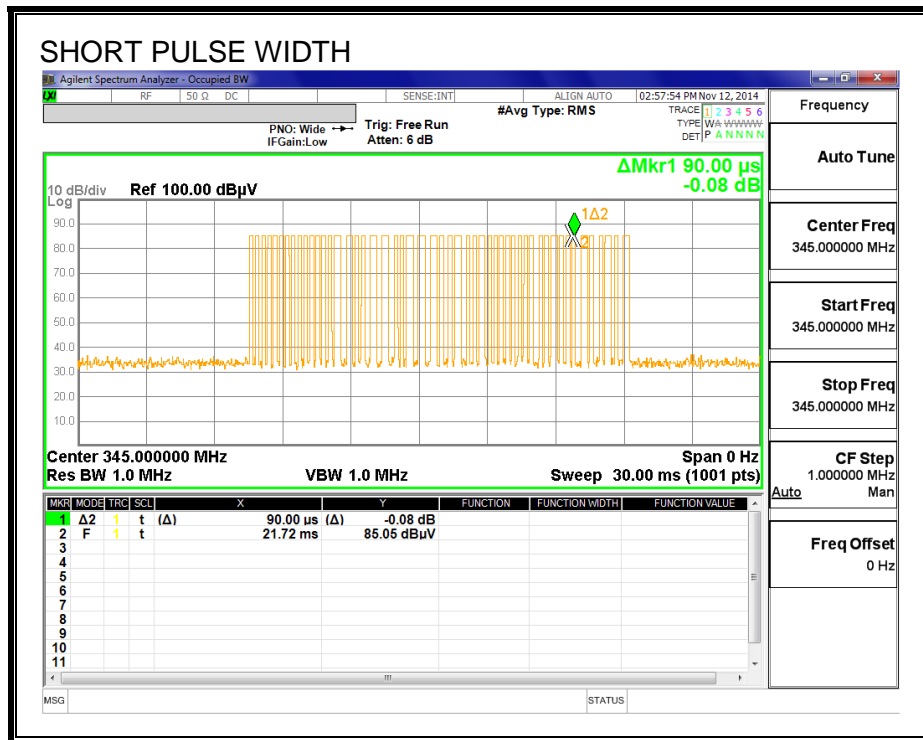 SHORT PULSE WIDTH
Agilent Spectrum Analyzer - Occupied BW
LXI RF 50 Ω DC SENSE:INT ALIGN AUTO 02:57:54 PM Nov 12, 2014
PNO: Wide
IFGain:Low
Trig: Free Run
Atten: 6 dB
#Avg Type: RMS
TRACE 1 2 3 4 5 6
TYPE WA WWWWW
DET P A N N N N
ΔMkr1 90.00 µs
-0.08 dB
10 dB/div Ref 100.00 dBµV
Log
90.0
80.0
70.0
60.0
50.0
40.0
30.0
20.0
10.0
1Δ2
2
Center 345.000000 MHz Span 0 Hz
Res BW 1.0 MHz VBW 1.0 MHz Sweep 30.00 ms (1001 pts)
MKR MODE TRC SCL X Y FUNCTION FUNCTION WIDTH FUNCTION VALUE
1 Δ2 1 t (Δ) 90.00 µs (Δ) -0.08 dB
2 F 1 t 21.72 ms 85.05 dBµV
3
4
5
6
7
8
9
10
11
MSG STATUS
Frequency
Auto Tune
Center Freq
345.000000 MHz
Start Freq
345.000000 MHz
Stop Freq
345.000000 MHz
CF Step
1.000000 MHz
Auto Man
Freq Offset
0 Hz